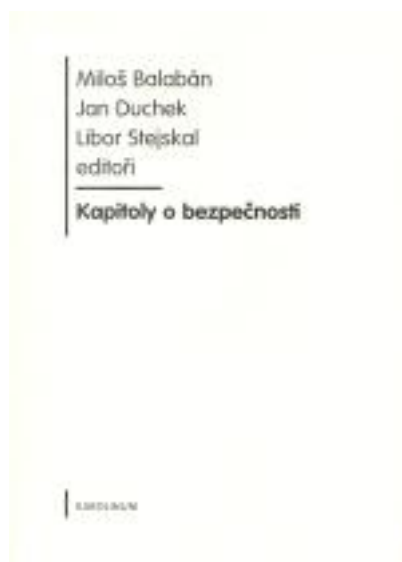 Miloš Balabán
Jan Duchek
Libor Stejskal
editoři
Kapitoly o bezpečnosti
KAROLINUM